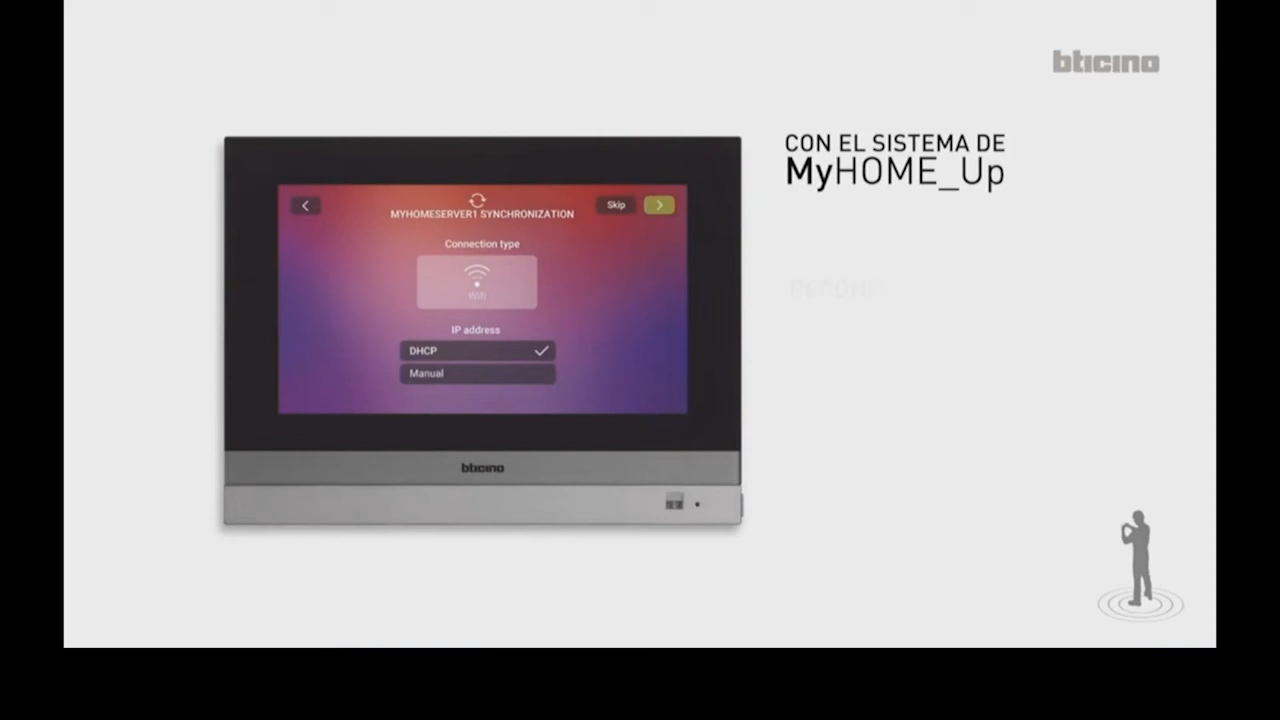 bticino
CON EL SISTEMA DE
MyHOME_Up
Skip
MYHOMESERVER1 SYNCHRONIZATION
Connection type
Wifi
IP address
DHCP
Manual
bticino